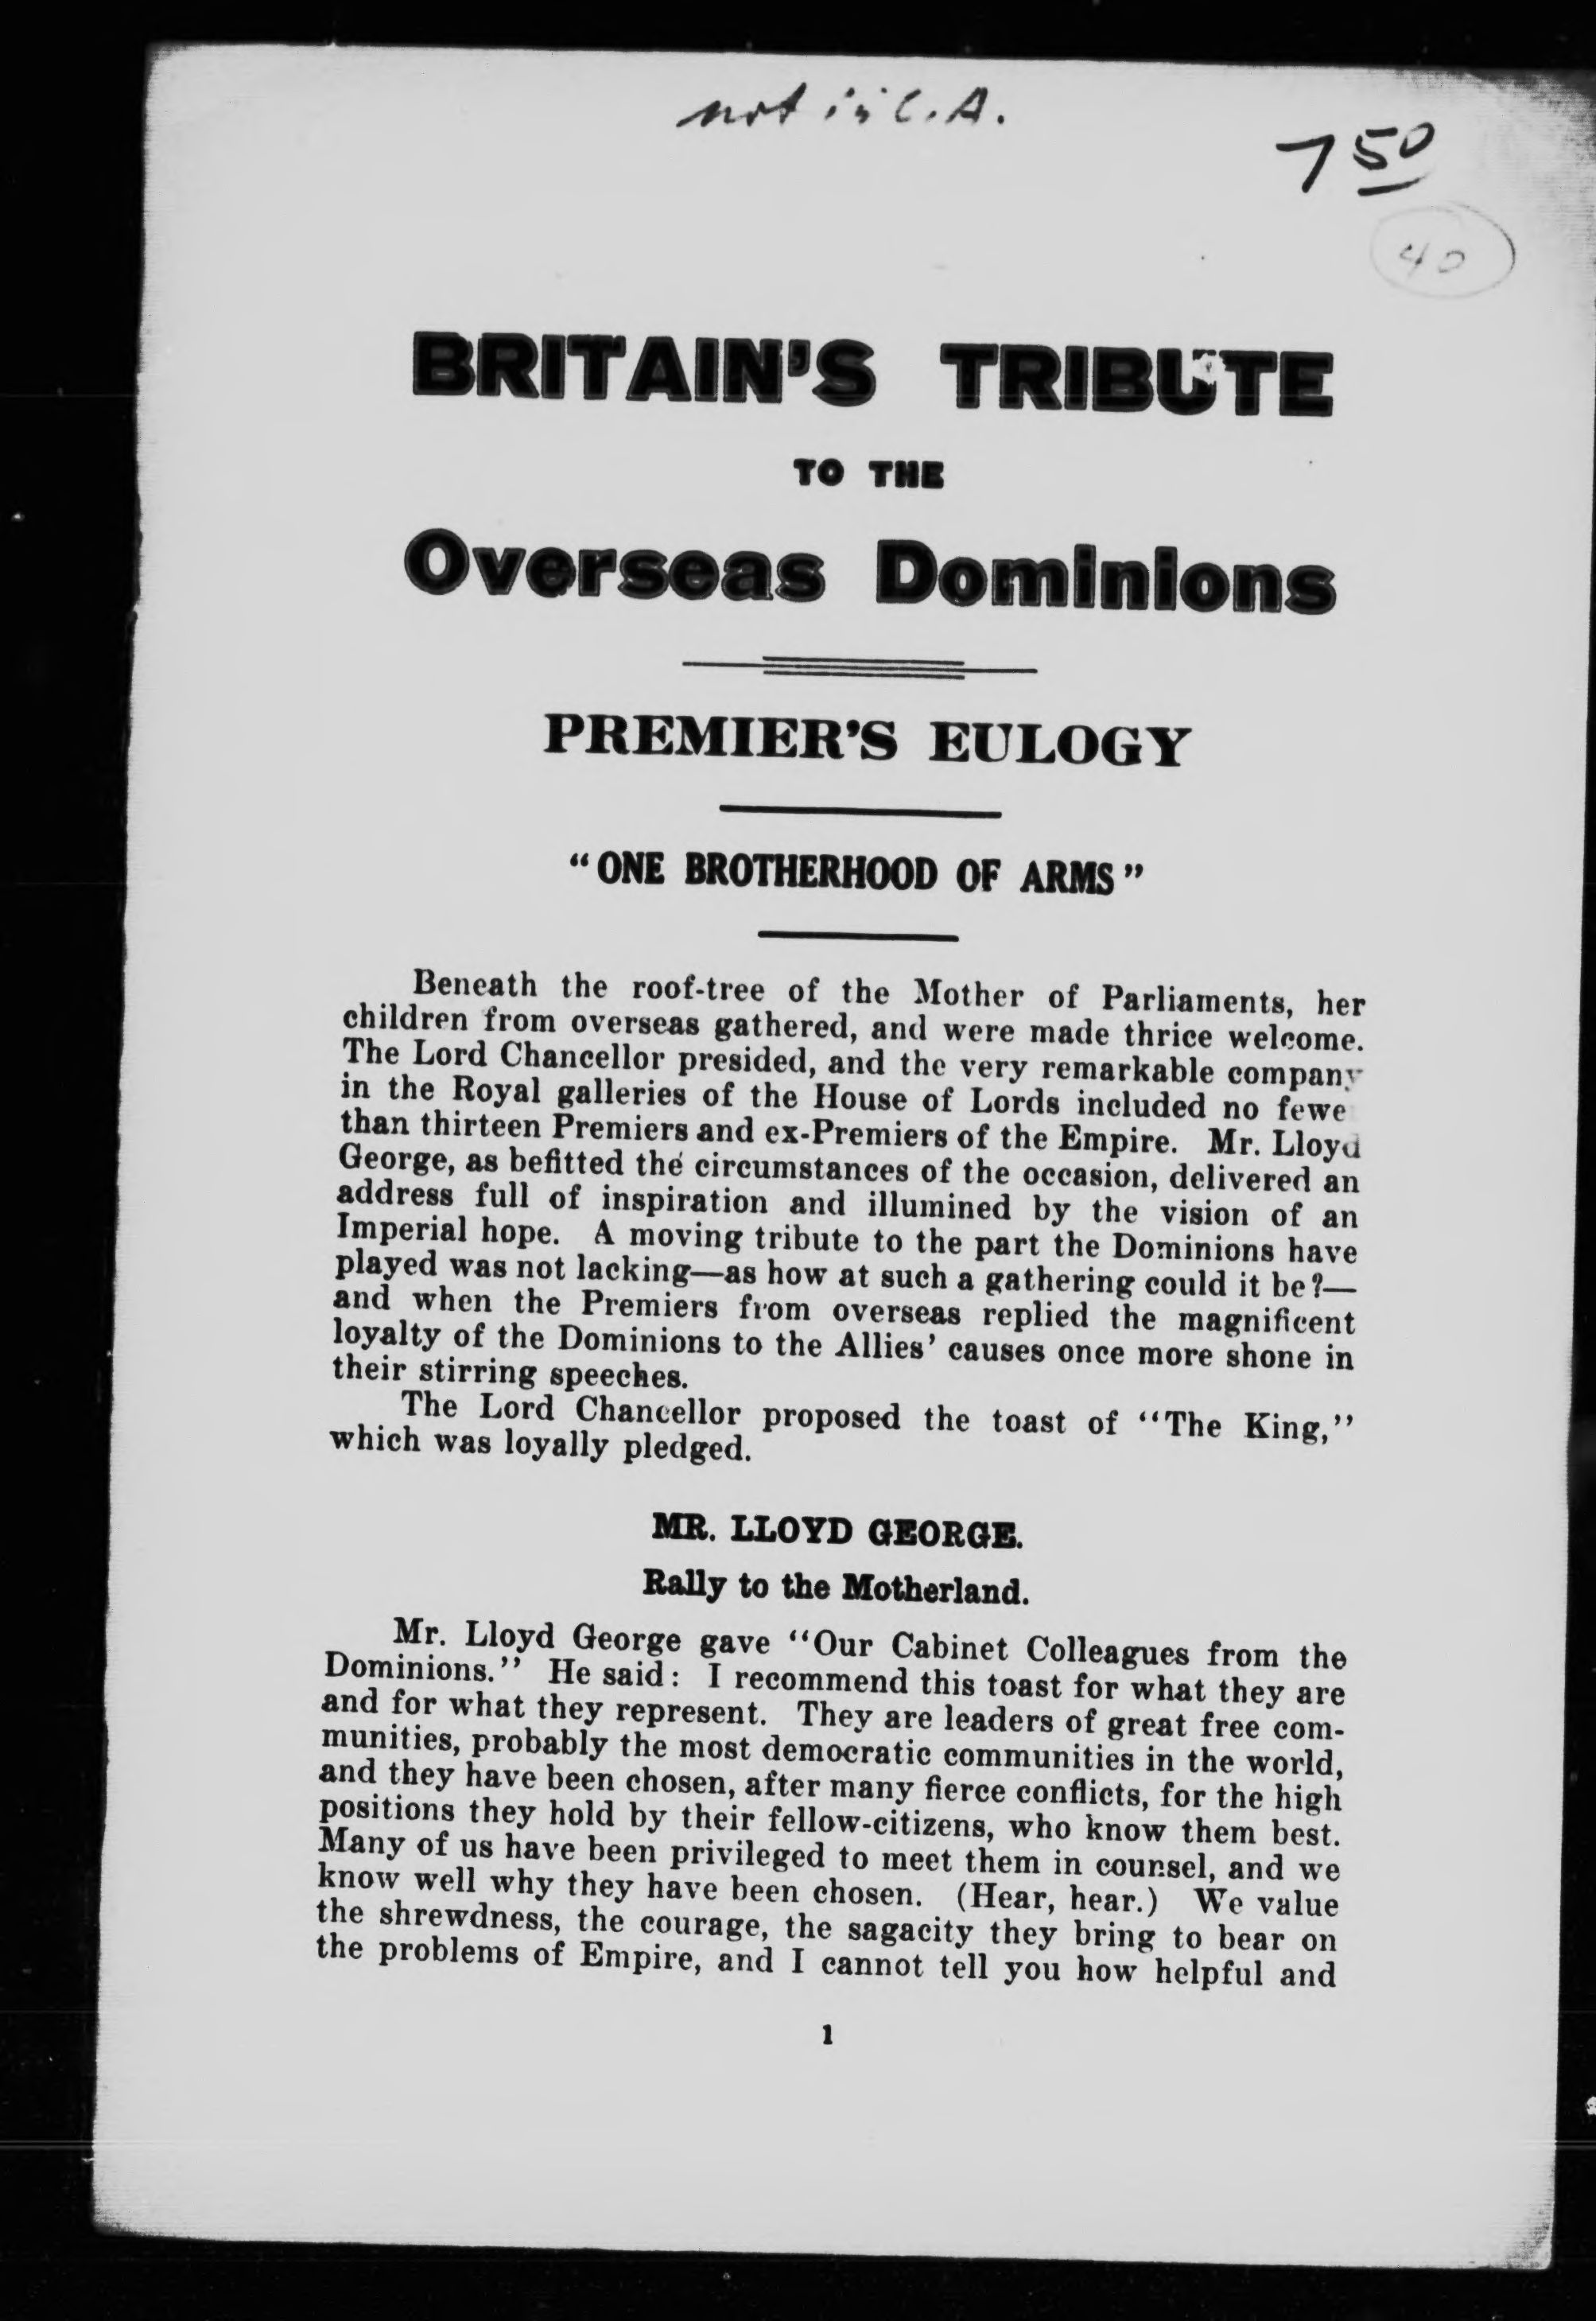 not in C.A.
7 50
40
BRITAIN'S TRIBUTE
TO THE
Overseas Dominions
PREMIER'S EULOGY
"ONE BROTHERHOOD OF ARMS"
Beneath the roof-tree of the Mother of Parliaments, her
children from overseas gathered, and were made thrice welcome.
The Lord Chancellor presided, and the very remarkable company
in the Royal galleries of the House of Lords included no fewe
than thirteen Premiers and ex-Premiers of the Empire. Mr. Lloyd
George, as befitted the circumstances of the occasion, delivered an
address full of inspiration and illumined by the vision of an
Imperial hope. A moving tribute to the part the Dominions have
played was not lacking—as how at such a gathering could it be?—
and when the Premiers from overseas replied the magnificent
loyalty of the Dominions to the Allies' causes once more shone in
their stirring speeches.
The Lord Chancellor proposed the toast of "The King,"
which was loyally pledged.
MR. LLOYD GEORGE.
Rally to the Motherland.
Mr. Lloyd George gave "Our Cabinet Colleagues from the
Dominions." He said: I recommend this toast for what they are
and for what they represent. They are leaders of great free com-
munities, probably the most democratic communities in the world,
and they have been chosen, after many fierce conflicts, for the high
positions they hold by their fellow-citizens, who know them best.
Many of us have been privileged to meet them in counsel, and we
know well why they have been chosen. (Hear, hear.) We value
the shrewdness, the courage, the sagacity they bring to bear on
the problems of Empire, and I cannot tell you how helpful and
1